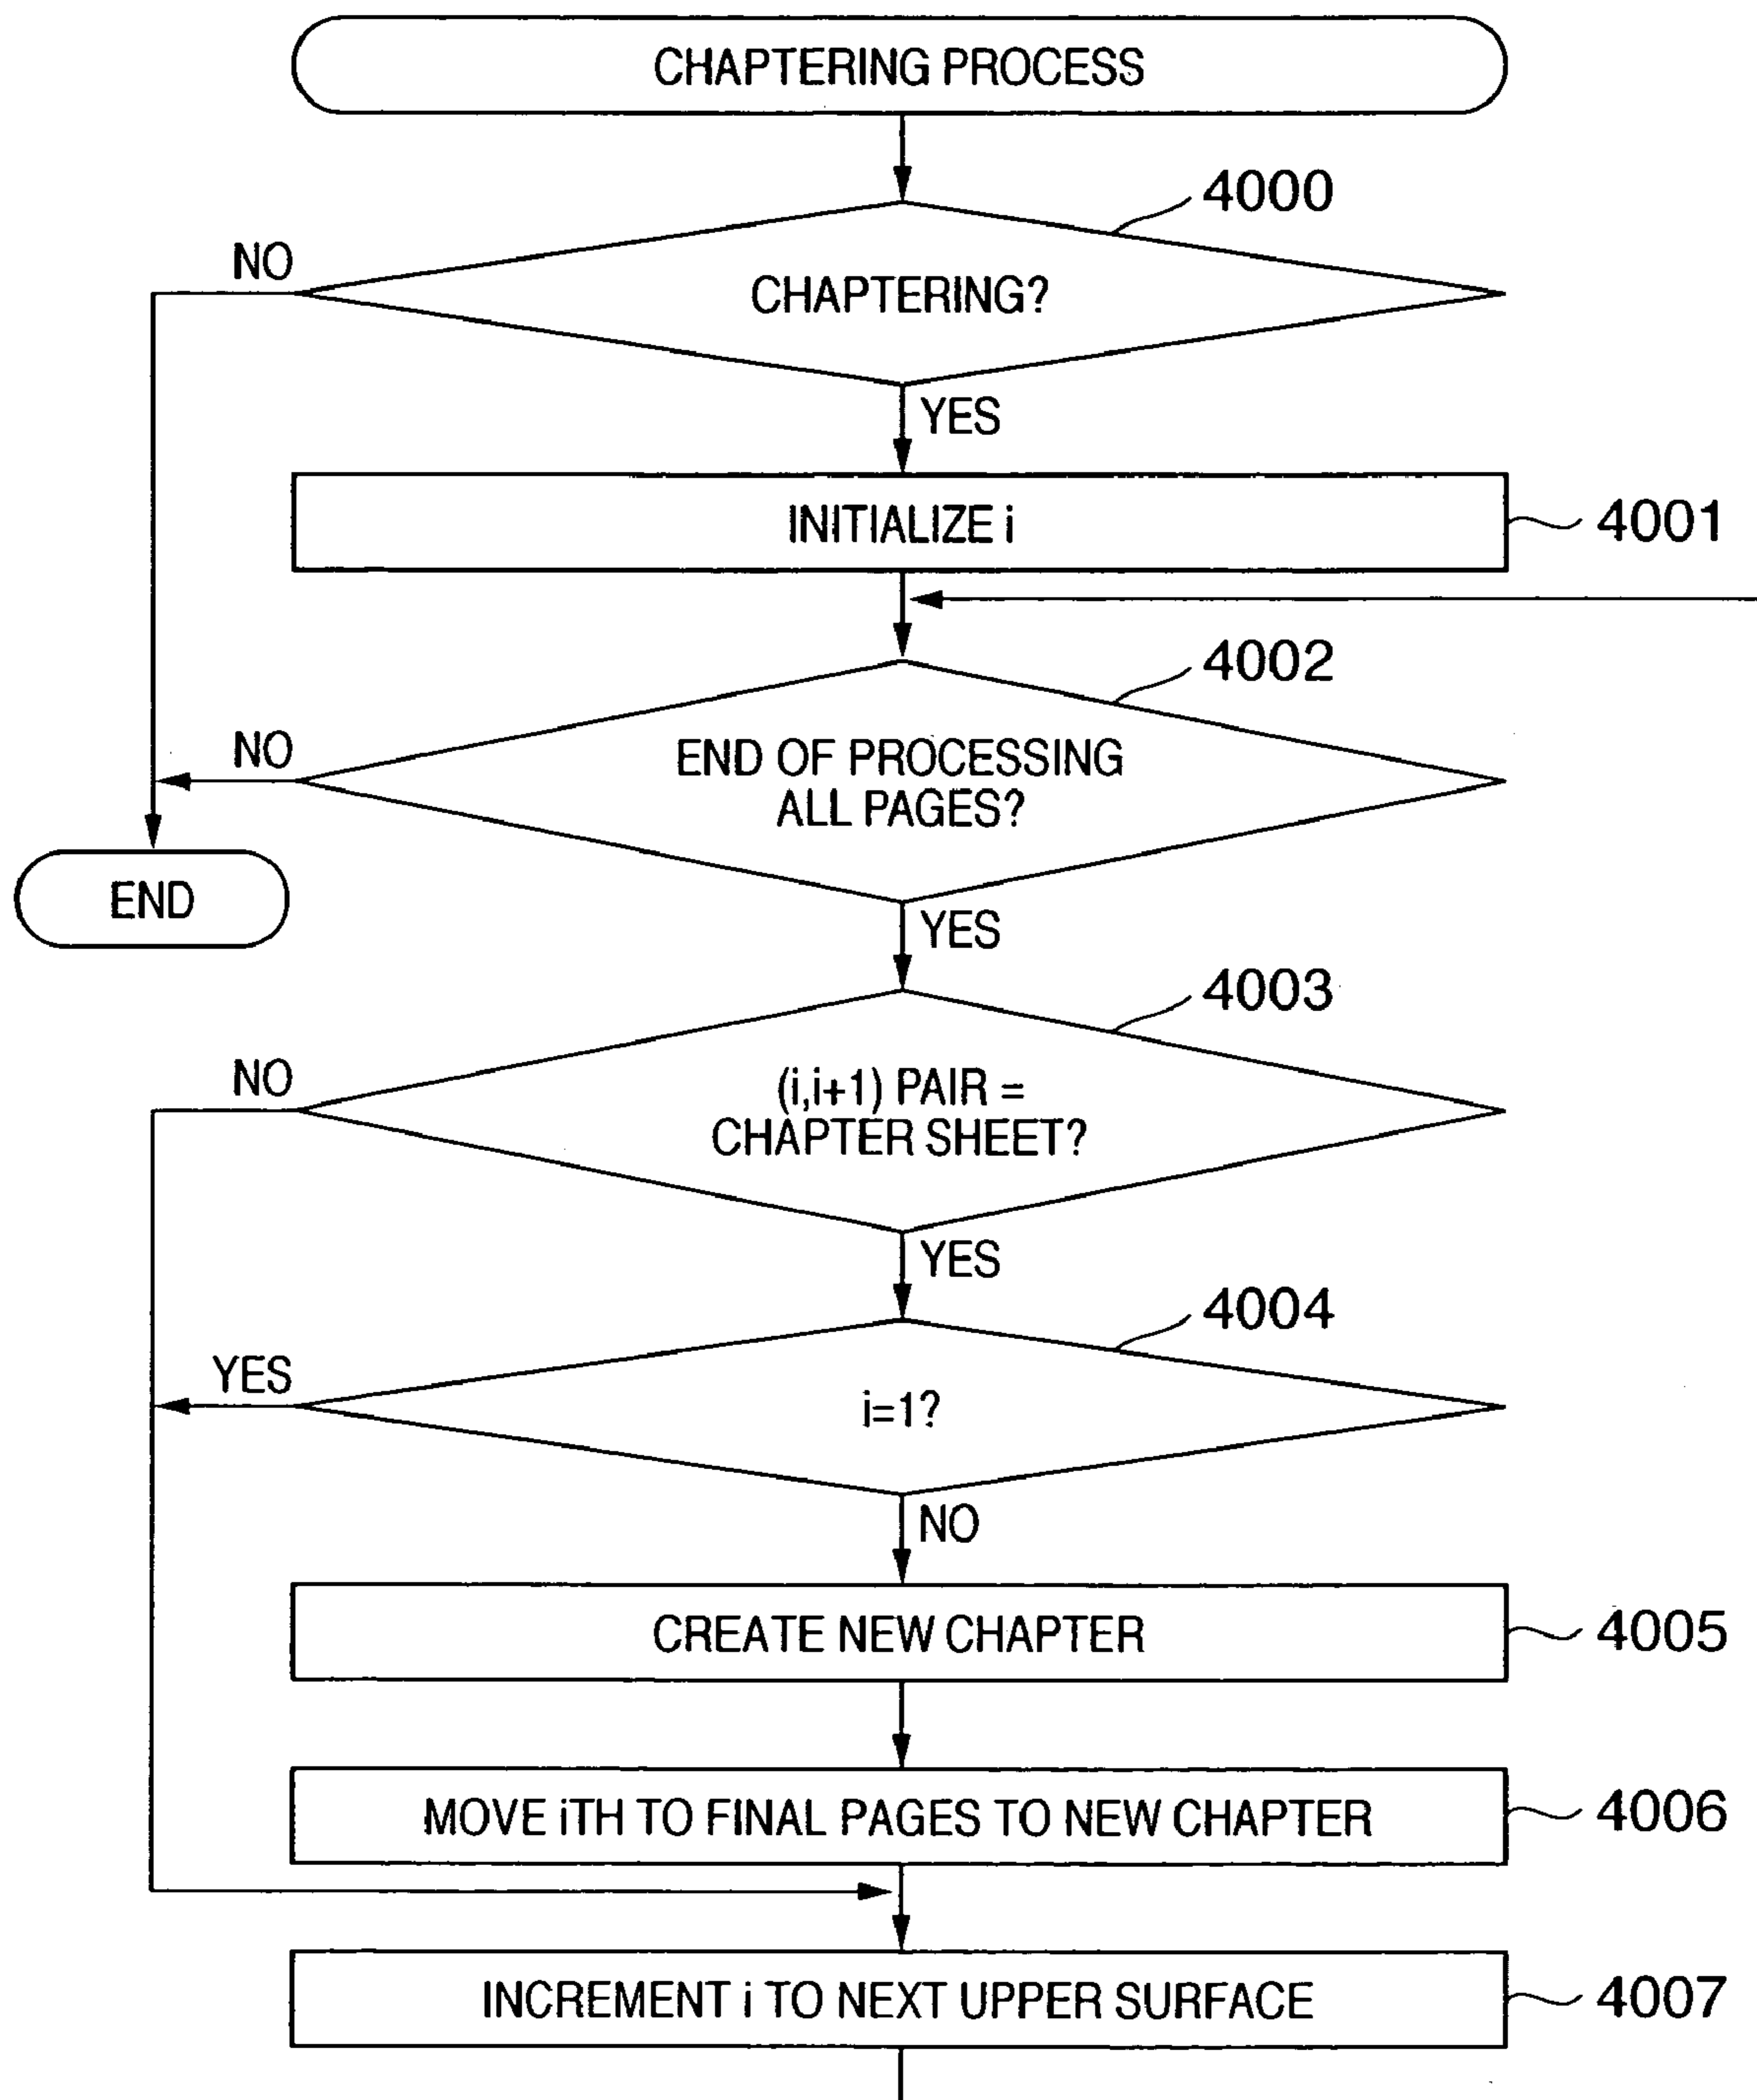 CHAPTERING PROCESS
4000
NO
CHAPTERING?
YES
INITIALIZE i
4001
4002
NO
END OF PROCESSING
ALL PAGES?
END
YES
4003
NO
(i,i+1) PAIR =
CHAPTER SHEET?
YES
4004
YES
i=1?
NO
CREATE NEW CHAPTER
4005
MOVE iTH TO FINAL PAGES TO NEW CHAPTER
4006
INCREMENT i TO NEXT UPPER SURFACE
4007